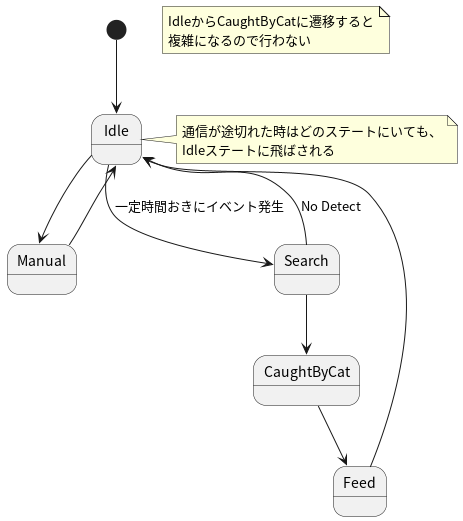 IdleからCaughtByCatに遷移すると
複雑になるので行わない
Idle
通信が途切れた時はどのステートにいても、
Idleステートに飛ばされる
一定時間おきにイベント発生
No Detect
Manual
Search
CaughtByCat
Feed